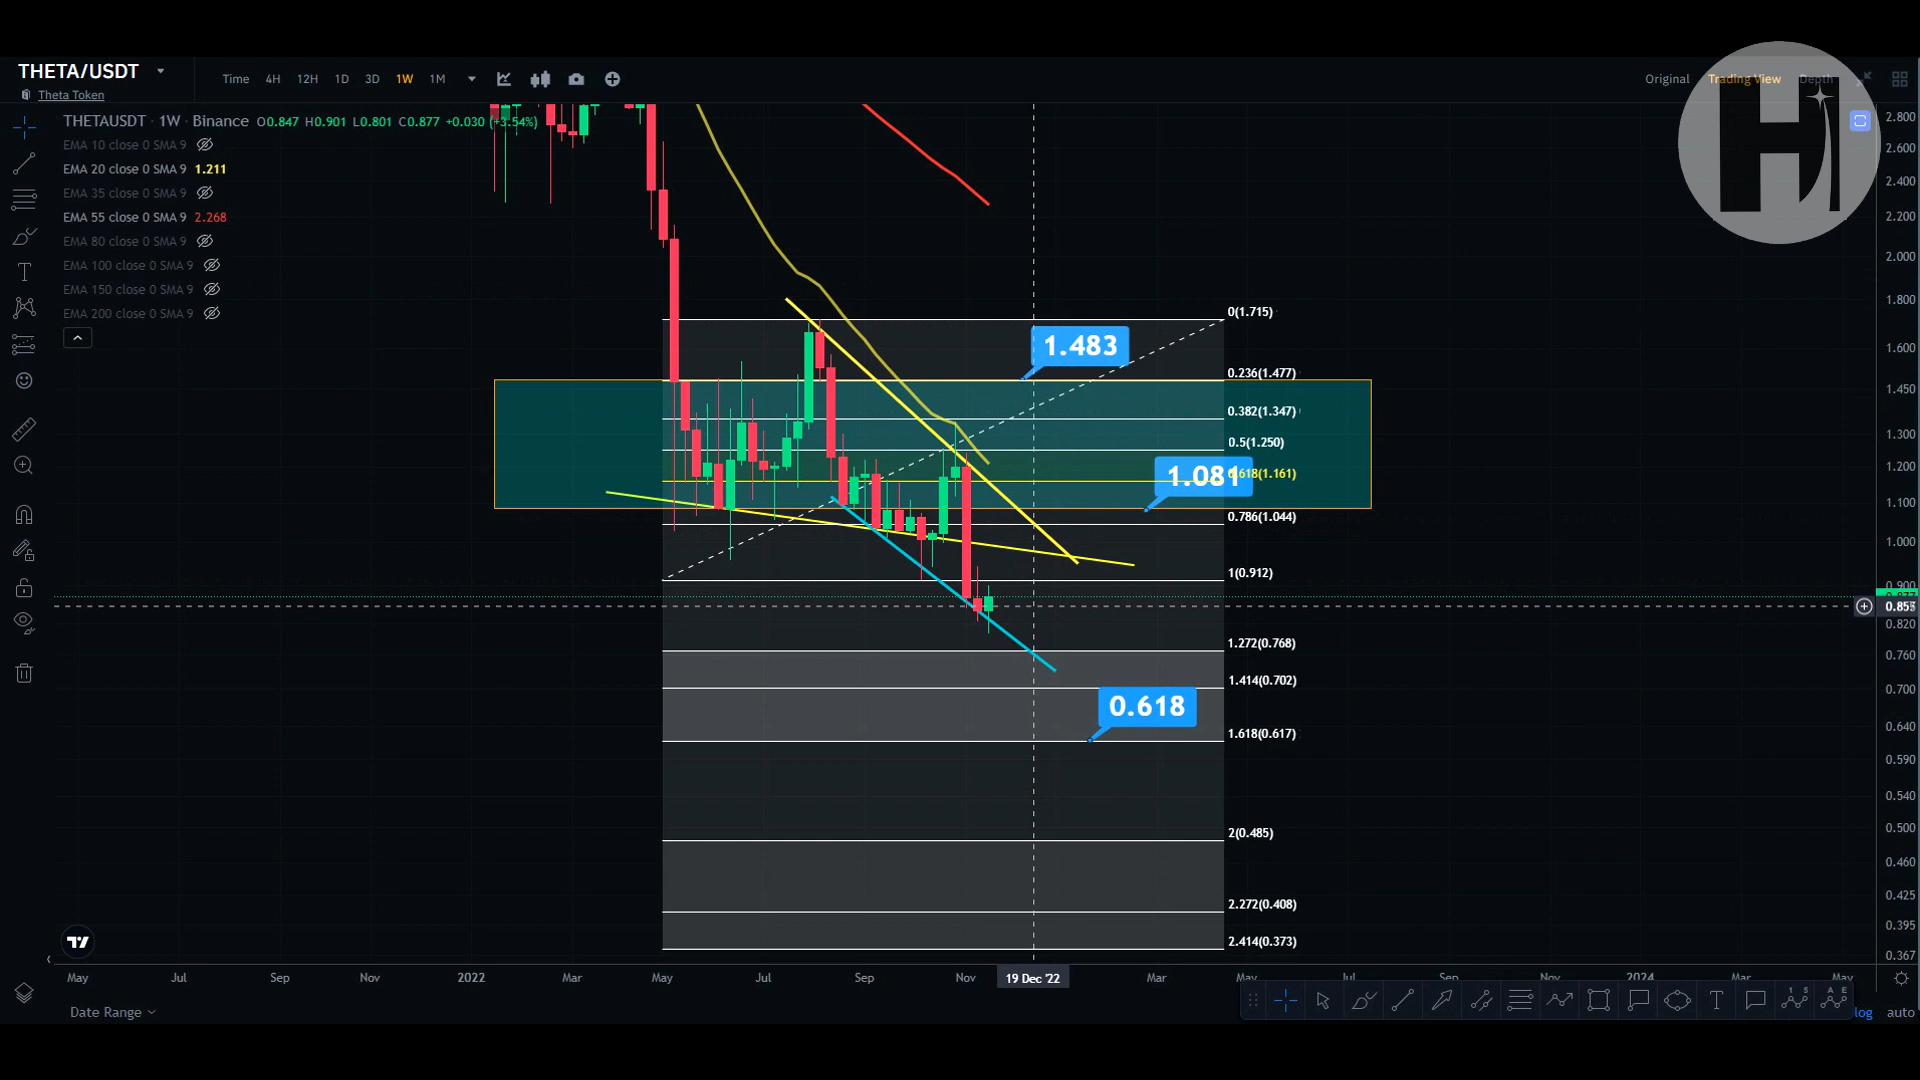 THETA/USDT
Theta Token
Time 4H 12H 1D 3D 1W 1M
Original Trading View Depth
THETAUSDT · 1W · Binance O0.847 H0.901 L0.801 C0.877 +0.030 (+3.54%)
EMA 10 close 0 SMA 9
EMA 20 close 0 SMA 9 1.211
EMA 35 close 0 SMA 9
EMA 55 close 0 SMA 9 2.268
EMA 80 close 0 SMA 9
EMA 100 close 0 SMA 9
EMA 150 close 0 SMA 9
EMA 200 close 0 SMA 9
H
0(1.715)
1.483
0.236(1.477)
0.382(1.347)
0.5(1.250)
1.081
0.786(1.044)
1(0.912)
1.272(0.768)
1.414(0.702)
0.618
1.618(0.617)
2(0.485)
2.272(0.408)
2.414(0.373)
2.800
2.600
2.400
2.200
2.000
1.800
1.600
1.450
1.300
1.200
1.100
1.000
0.900
0.877
0.820
0.760
0.700
0.640
0.590
0.540
0.500
0.460
0.425
0.395
0.367
May Jul Sep Nov 2022 Mar May Jul Sep Nov 19 Dec '22 Mar May Jul Sep Nov 2024 Mar May
Date Range
log auto